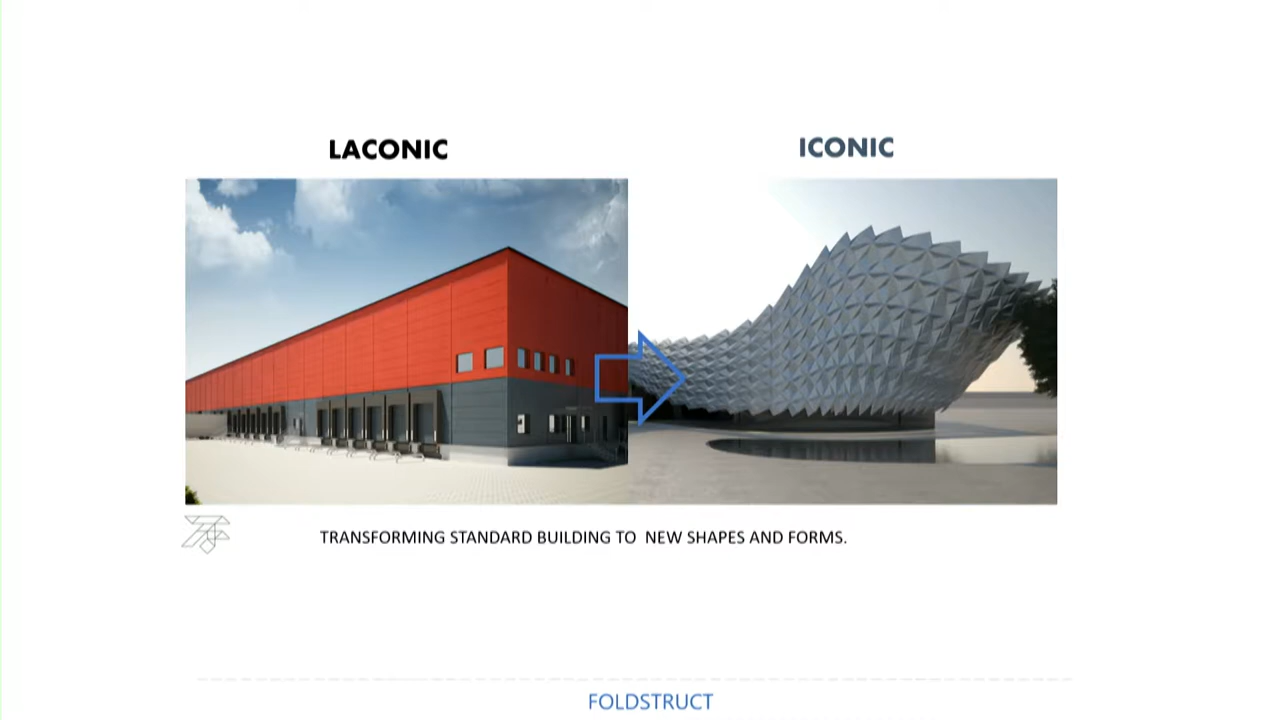 LACONIC
ICONIC
TRANSFORMING STANDARD BUILDING TO NEW SHAPES AND FORMS.
FOLDSTRUCT